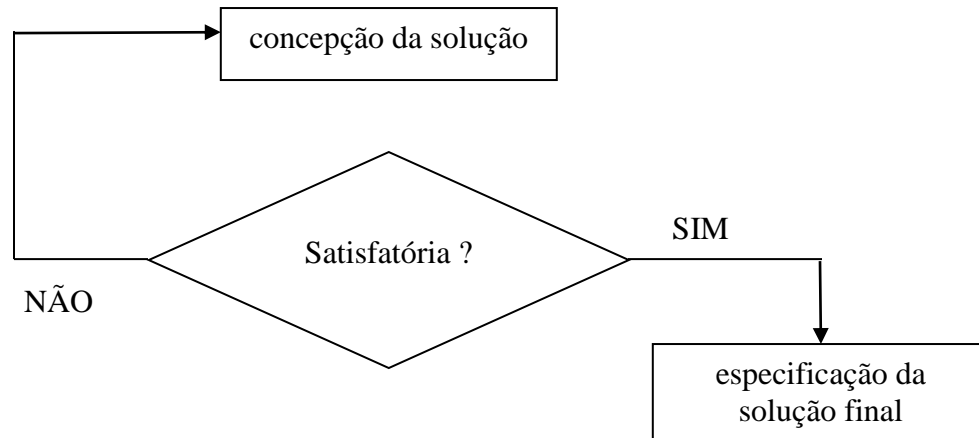 concepção da solução
Satisfatória ?
SIM
NÃO
especificação da
solução final